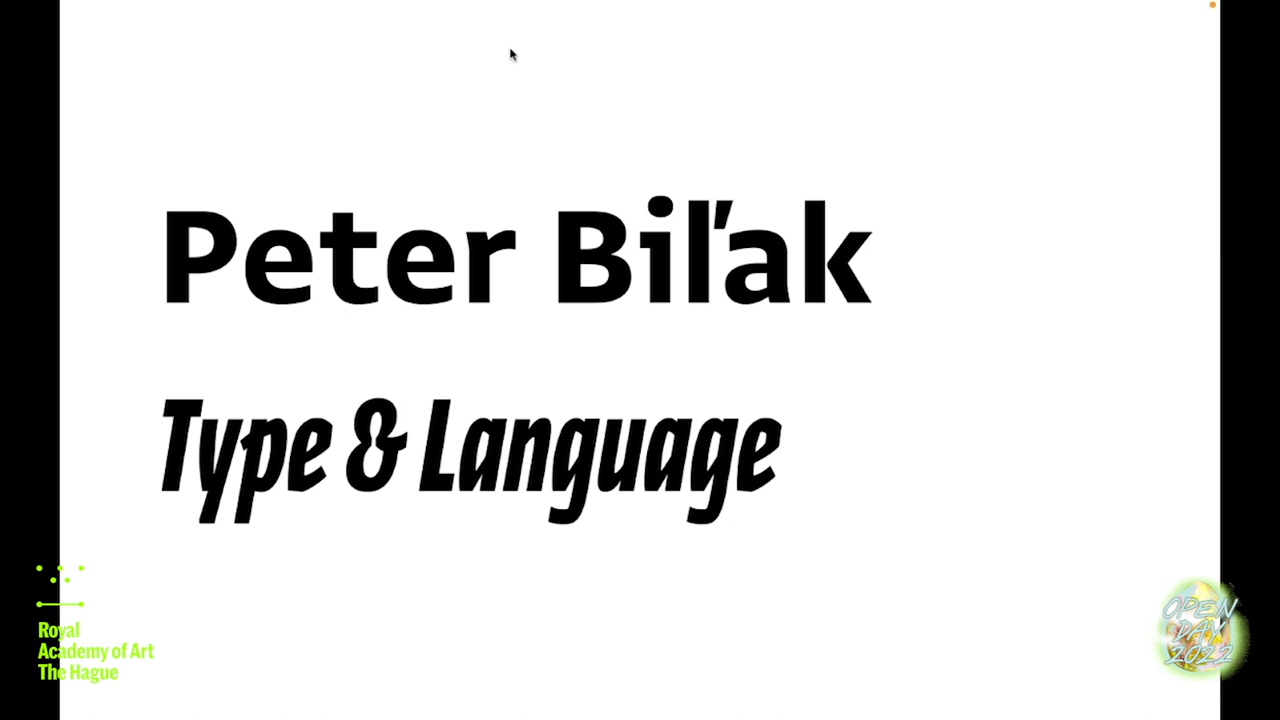 Peter Biľak
Type & Language
Royal
Academy of Art
The Hague
OPEN
DAY
2022